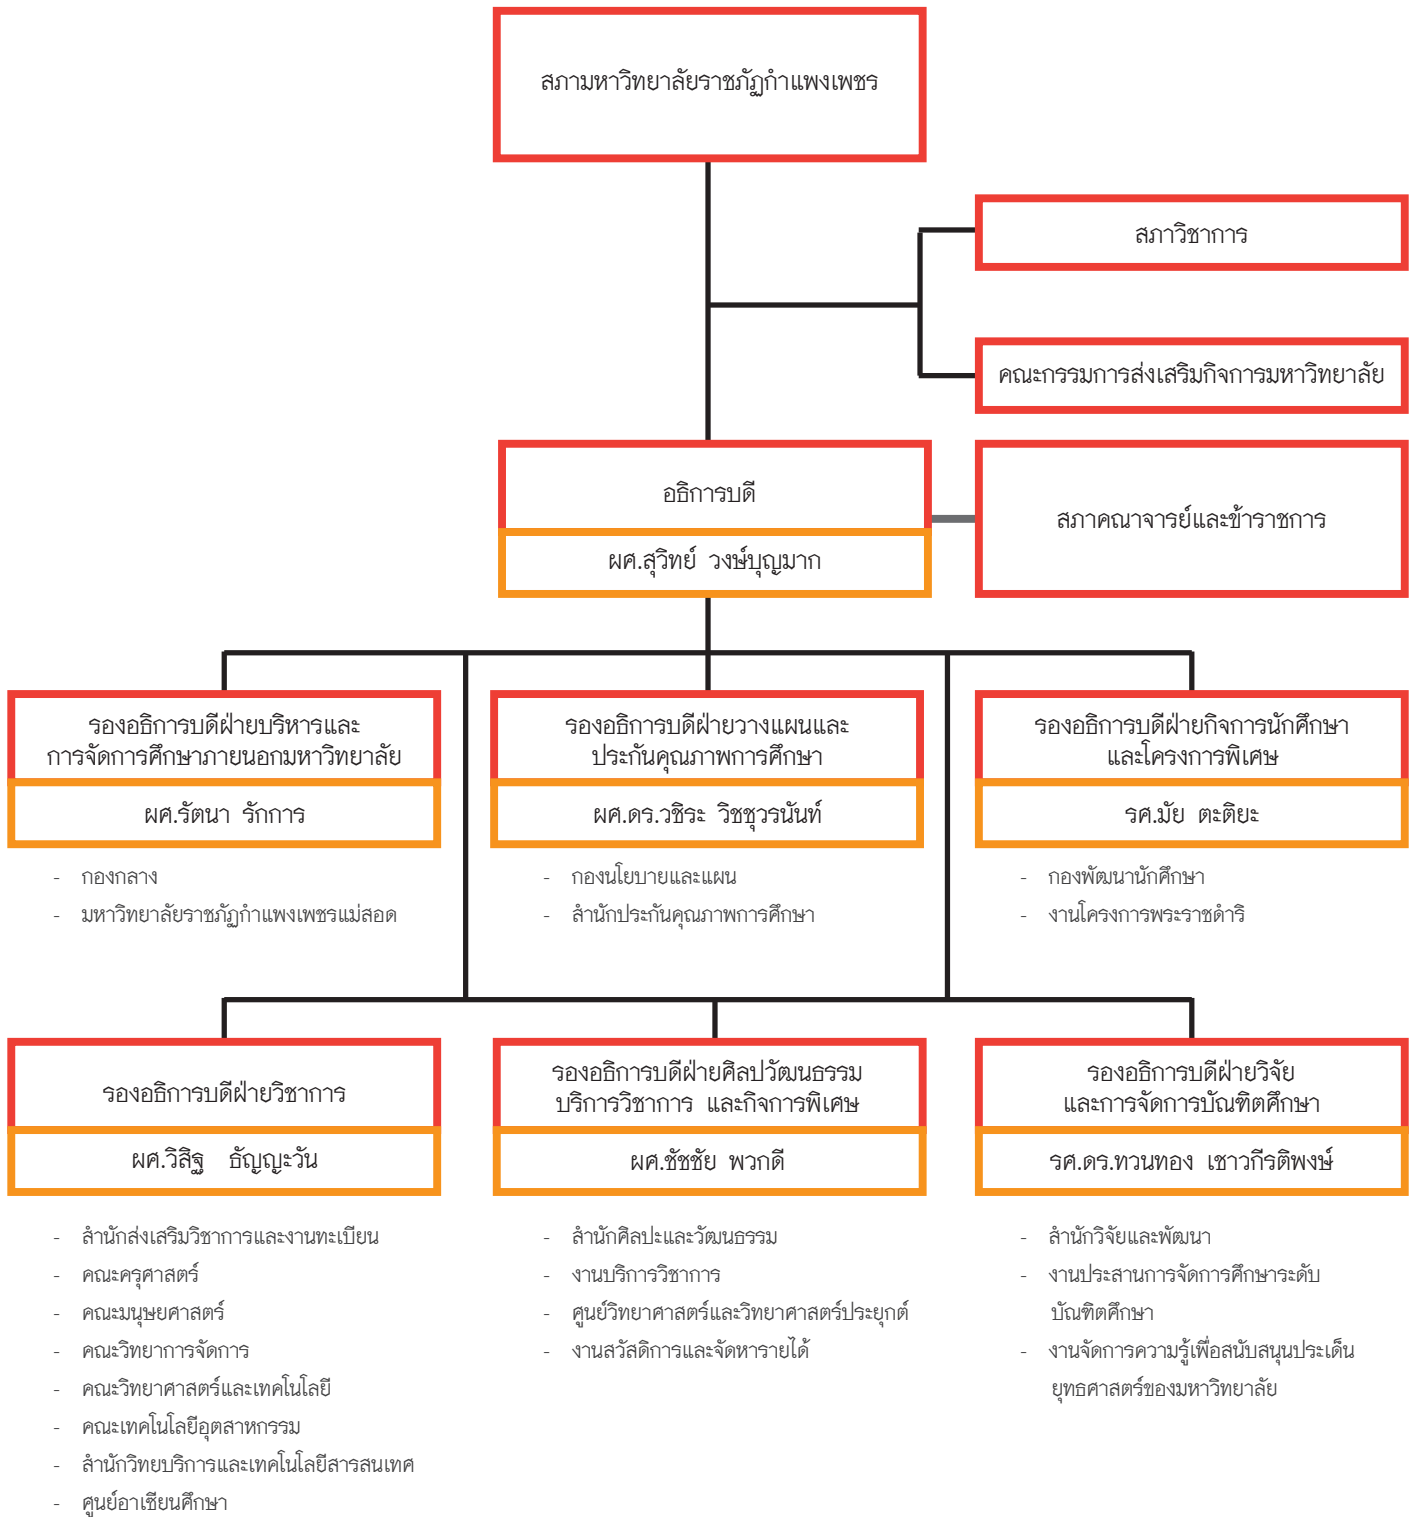 สภามหาวิทยาลัยราชภัฏกำแพงเพชร
สภาวิชาการ
คณะกรรมการส่งเสริมกิจการมหาวิทยาลัย
อธิการบดี
ผศ.สุวิทย์ วงษ์บุญมาก
สภาคณาจารย์และข้าราชการ
รองอธิการบดีฝ่ายบริหารและ
การจัดการศึกษาภายนอกมหาวิทยาลัย
ผศ.รัตนา รักการ
- กองกลาง
- มหาวิทยาลัยราชภัฏกำแพงเพชรแม่สอด
รองอธิการบดีฝ่ายวางแผนและ
ประกันคุณภาพการศึกษา
ผศ.ดร.วชิระ วิชชุวรนันท์
- กองนโยบายและแผน
- สำนักประกันคุณภาพการศึกษา
รองอธิการบดีฝ่ายกิจการนักศึกษา
และโครงการพิเศษ
รศ.มัย ตะติยะ
- กองพัฒนานักศึกษา
- งานโครงการพระราชดำริ
รองอธิการบดีฝ่ายวิชาการ
ผศ.วิสิฐ ธัญญะวัน
- สำนักส่งเสริมวิชาการและงานทะเบียน
- คณะครุศาสตร์
- คณะมนุษยศาสตร์
- คณะวิทยาการจัดการ
- คณะวิทยาศาสตร์และเทคโนโลยี
- คณะเทคโนโลยีอุตสาหกรรม
- สำนักวิทยบริการและเทคโนโลยีสารสนเทศ
- ศูนย์อาเซียนศึกษา
รองอธิการบดีฝ่ายศิลปวัฒนธรรม
บริการวิชาการ และกิจการพิเศษ
ผศ.ชัชชัย พวกดี
- สำนักศิลปะและวัฒนธรรม
- งานบริการวิชาการ
- ศูนย์วิทยาศาสตร์และวิทยาศาสตร์ประยุกต์
- งานสวัสดิการและจัดหารายได้
รองอธิการบดีฝ่ายวิจัย
และการจัดการบัณฑิตศึกษา
รศ.ดร.ทวนทอง เชาวกีรติพงษ์
- สำนักวิจัยและพัฒนา
- งานประสานการจัดการศึกษาระดับ
บัณฑิตศึกษา
- งานจัดการความรู้เพื่อสนับสนุนประเด็น
ยุทธศาสตร์ของมหาวิทยาลัย